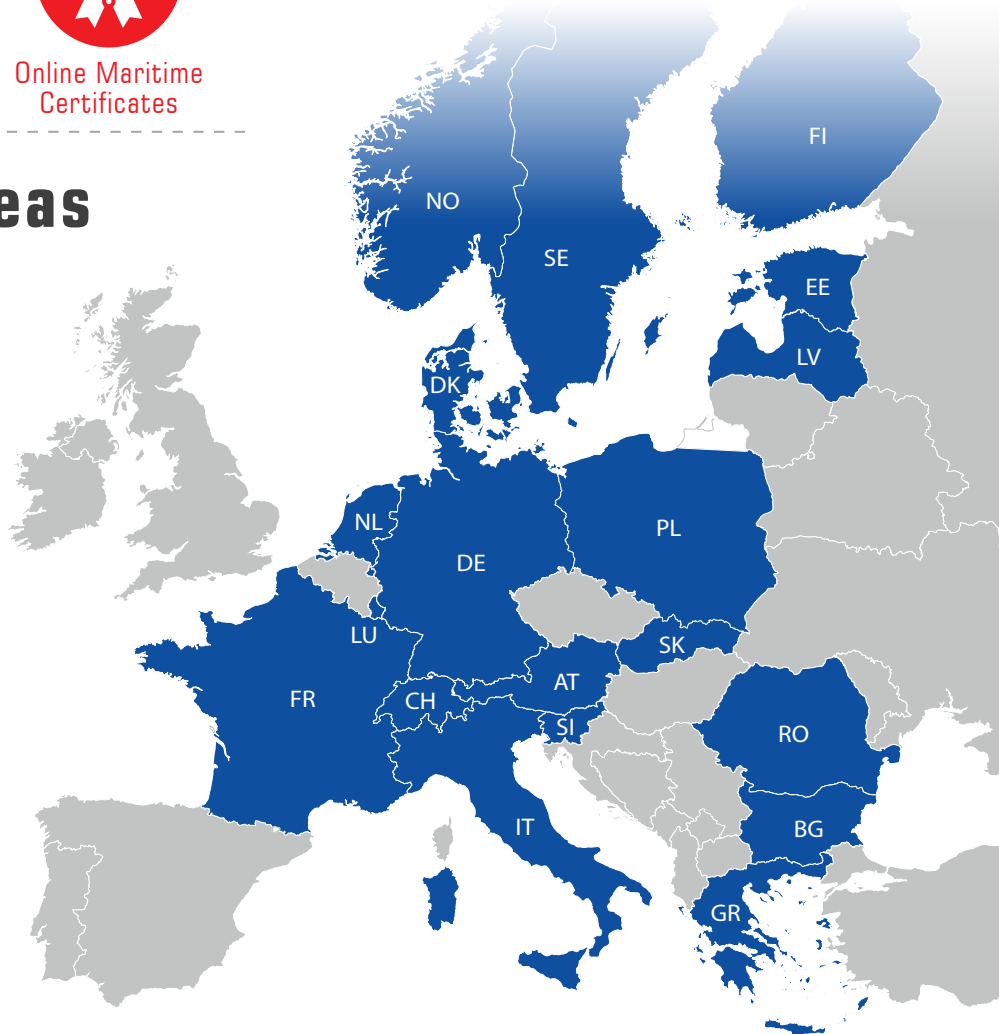 Online Maritime
Certificates
eas
FI
NO
SE
EE
LV
DK
NL
PL
DE
LU
SK
AT
FR
CH
SI
RO
IT
BG
GR